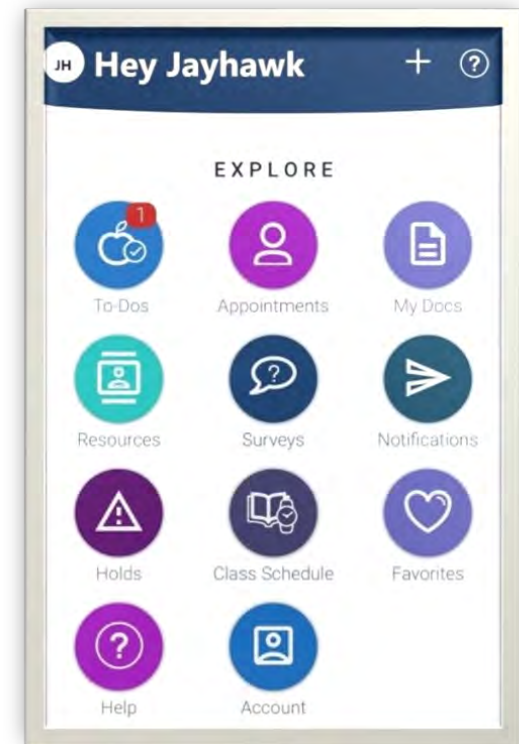 JH Hey Jayhawk + ?
EXPLORE
1
To-Dos Appointments My Docs
?
Resources Surveys Notifications
Holds Class Schedule Favorites
?
Help Account